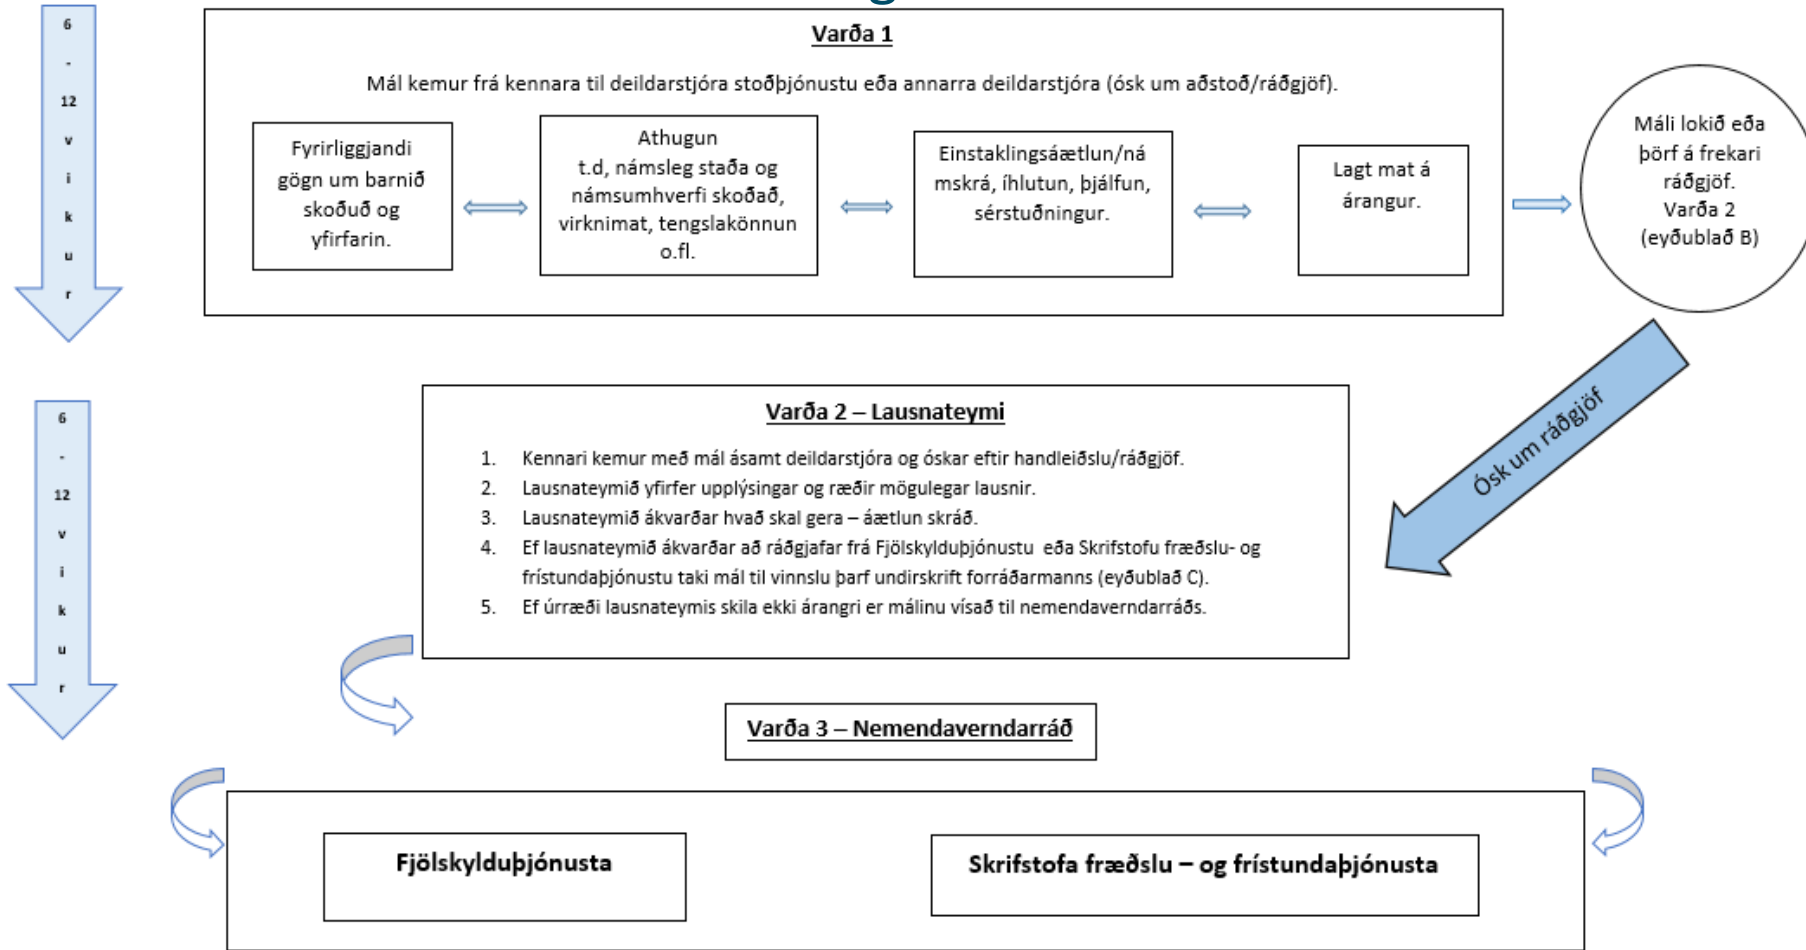 6
-
12
v
i
k
u
r
Varða 1
Mál kemur frá kennara til deildarstjóra stoðþjónustu eða annarra deildarstjóra (ósk um aðstoð/ráðgjöf).
Fyrirliggjandi
gögn um barnið
skoðuð og
yfirfarin.
Athugun
t.d, námsleg staða og
námsumhverfi skoðað,
virknimat, tengslakönnun
o.fl.
Einstaklingsáætlun/ná
mskrá, íhlutun, þjálfun,
sérstuðningur.
Lagt mat á
árangur.
Máli lokið eða
þörf á frekari
ráðgjöf.
Varða 2
(eyðublað B)
Ósk um ráðgjöf
6
-
12
v
i
k
u
r
Varða 2 – Lausnateymi
1. Kennari kemur með mál ásamt deildarstjóra og óskar eftir handleiðslu/ráðgjöf.
2. Lausnateymið yfirfer upplýsingar og ræðir mögulegar lausnir.
3. Lausnateymið ákvarðar hvað skal gera – áætlun skráð.
4. Ef lausnateymið ákvarðar að ráðgjafar frá Fjölskylduþjónustu eða Skrifstofu fræðslu- og
frístundaþjónustu taki mál til vinnslu þarf undirskrift forráðarmanns (eyðublað C).
5. Ef úrræði lausnateymis skila ekki árangri er málinu vísað til nemendaverndarráðs.
Varða 3 – Nemendaverndarráð
Fjölskylduþjónusta
Skrifstofa fræðslu – og frístundaþjónusta